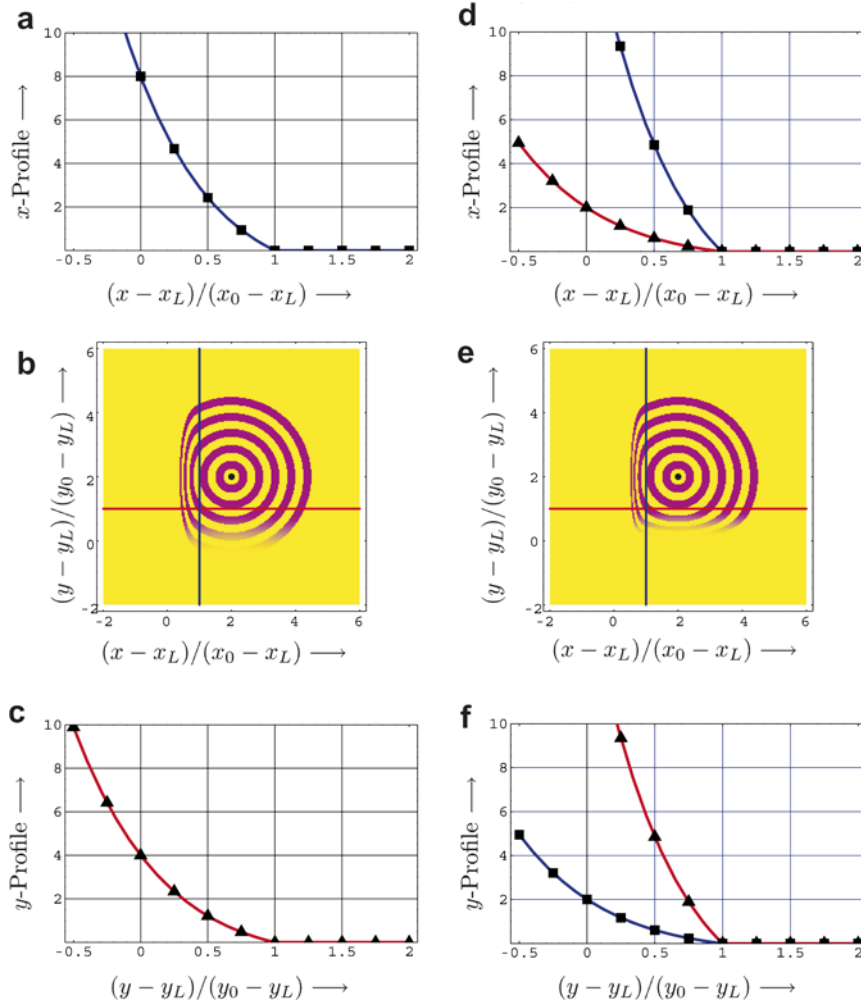 a
10
8
6
4
2
-0.5 0 0.5 1 1.5 2
x-Profile ⟶
(x − x_L)/(x_0 − x_L) ⟶
b
6
4
2
0
-2
-2 0 2 4 6
(y − y_L)/(y_0 − y_L) ⟶
(x − x_L)/(x_0 − x_L) ⟶
c
10
8
6
4
2
-0.5 0 0.5 1 1.5 2
y-Profile ⟶
(y − y_L)/(y_0 − y_L) ⟶
d
10
8
6
4
2
-0.5 0 0.5 1 1.5 2
x-Profile ⟶
(x − x_L)/(x_0 − x_L) ⟶
e
6
4
2
0
-2
-2 0 2 4 6
(y − y_L)/(y_0 − y_L) ⟶
(x − x_L)/(x_0 − x_L) ⟶
f
10
8
6
4
2
-0.5 0 0.5 1 1.5 2
y-Profile ⟶
(y − y_L)/(y_0 − y_L) ⟶